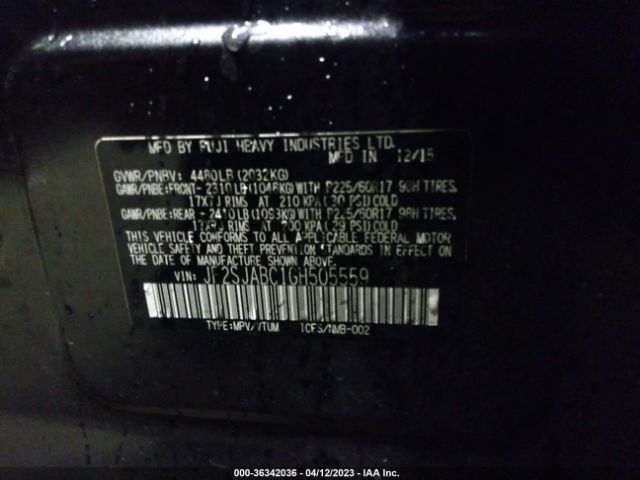 MFD BY FUJI HEAVY INDUSTRIES LTD.
MFD IN 12/15
GVWR/PNBV: 4480LB(2032KG)
GAWR/PNBE:FRONT-2310LB(1048KG)WITH P225/60R17 98H TIRES.
17X7J RIMS AT 210 KPA(30 PSI)COLD
GAWR/PNBE:REAR -2410LB(1093KG)WITH P225/60R17 98H TIRES.
17X7J RIMS AT 200 KPA(29 PSI)COLD
THIS VEHICLE CONFORMS TO ALL APPLICABLE FEDERAL MOTOR
VEHICLE SAFETY AND THEFT PREVENTION STANDARDS IN EFFECT ON
THE DATE OF MANUFACTURE SHOWN ABOVE.
VIN: JF2SJABC1GH505559
TYPE:MPV/VTUM 1CFS/NMB-002
000-36342036 - 04/12/2023 - IAA Inc.